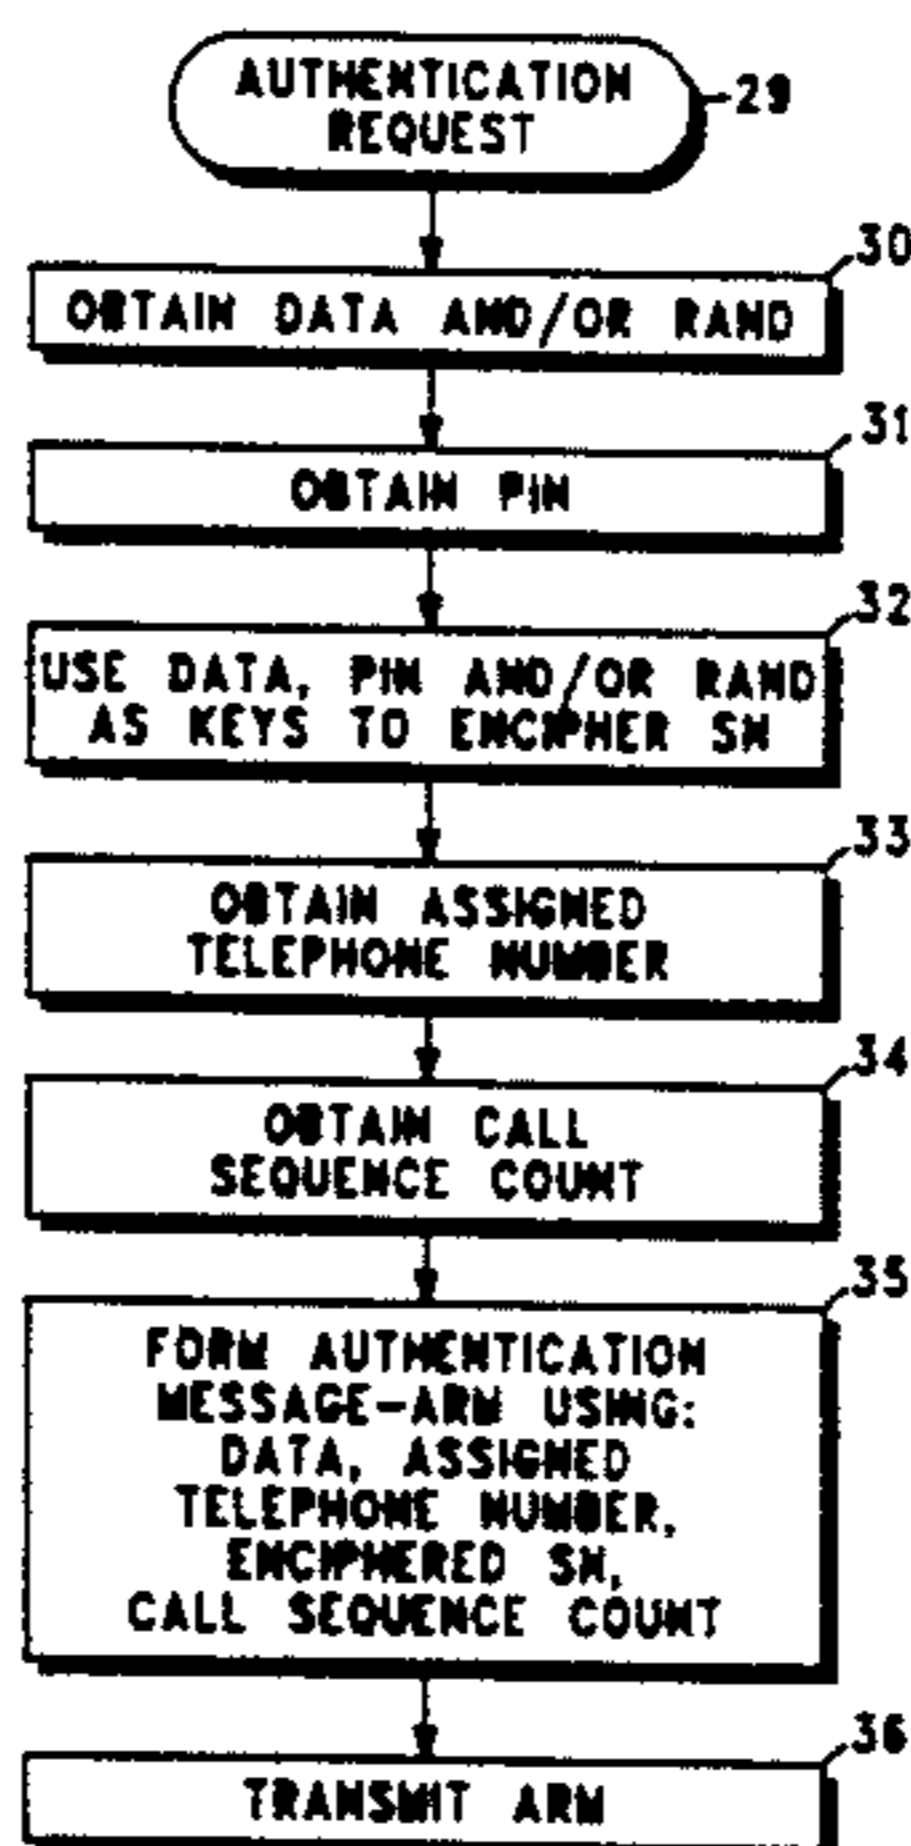 AUTHENTICATION
REQUEST
29
30
OBTAIN DATA AND/OR RAND
31
OBTAIN PIN
32
USE DATA, PIN AND/OR RAND
AS KEYS TO ENCIPHER SN
33
OBTAIN ASSIGNED
TELEPHONE NUMBER
34
OBTAIN CALL
SEQUENCE COUNT
35
FORM AUTHENTICATION
MESSAGE-ARM USING:
DATA, ASSIGNED
TELEPHONE NUMBER,
ENCIPHERED SN,
CALL SEQUENCE COUNT
36
TRANSMIT ARM